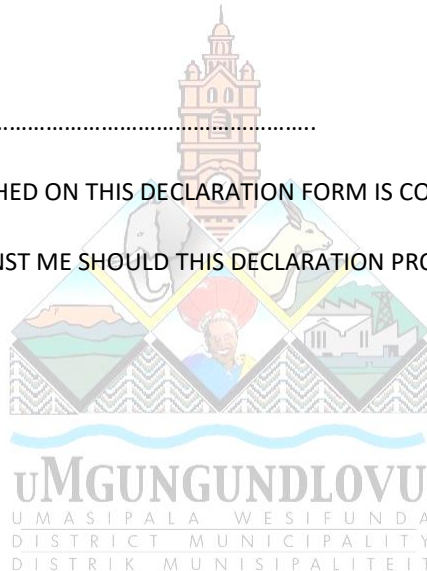 ………………………………………………..
HED ON THIS DECLARATION FORM IS CO
NST ME SHOULD THIS DECLARATION PRO
uMGUNGUNDLOVU
UMASIPALA WESIFUNDA
DISTRICT MUNICIPALITY
DISTRIK MUNISIPALITEIT